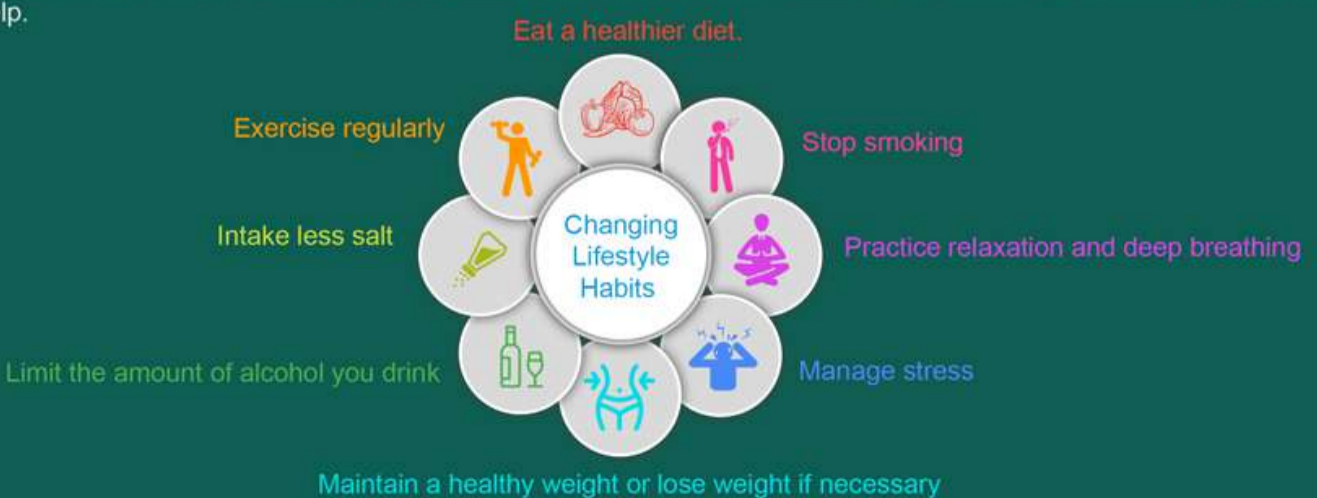 lp.
Eat a healthier diet.
Exercise regularly
Stop smoking
Changing
Lifestyle
Habits
Intake less salt
Practice relaxation and deep breathing
Limit the amount of alcohol you drink
Manage stress
Maintain a healthy weight or lose weight if necessary